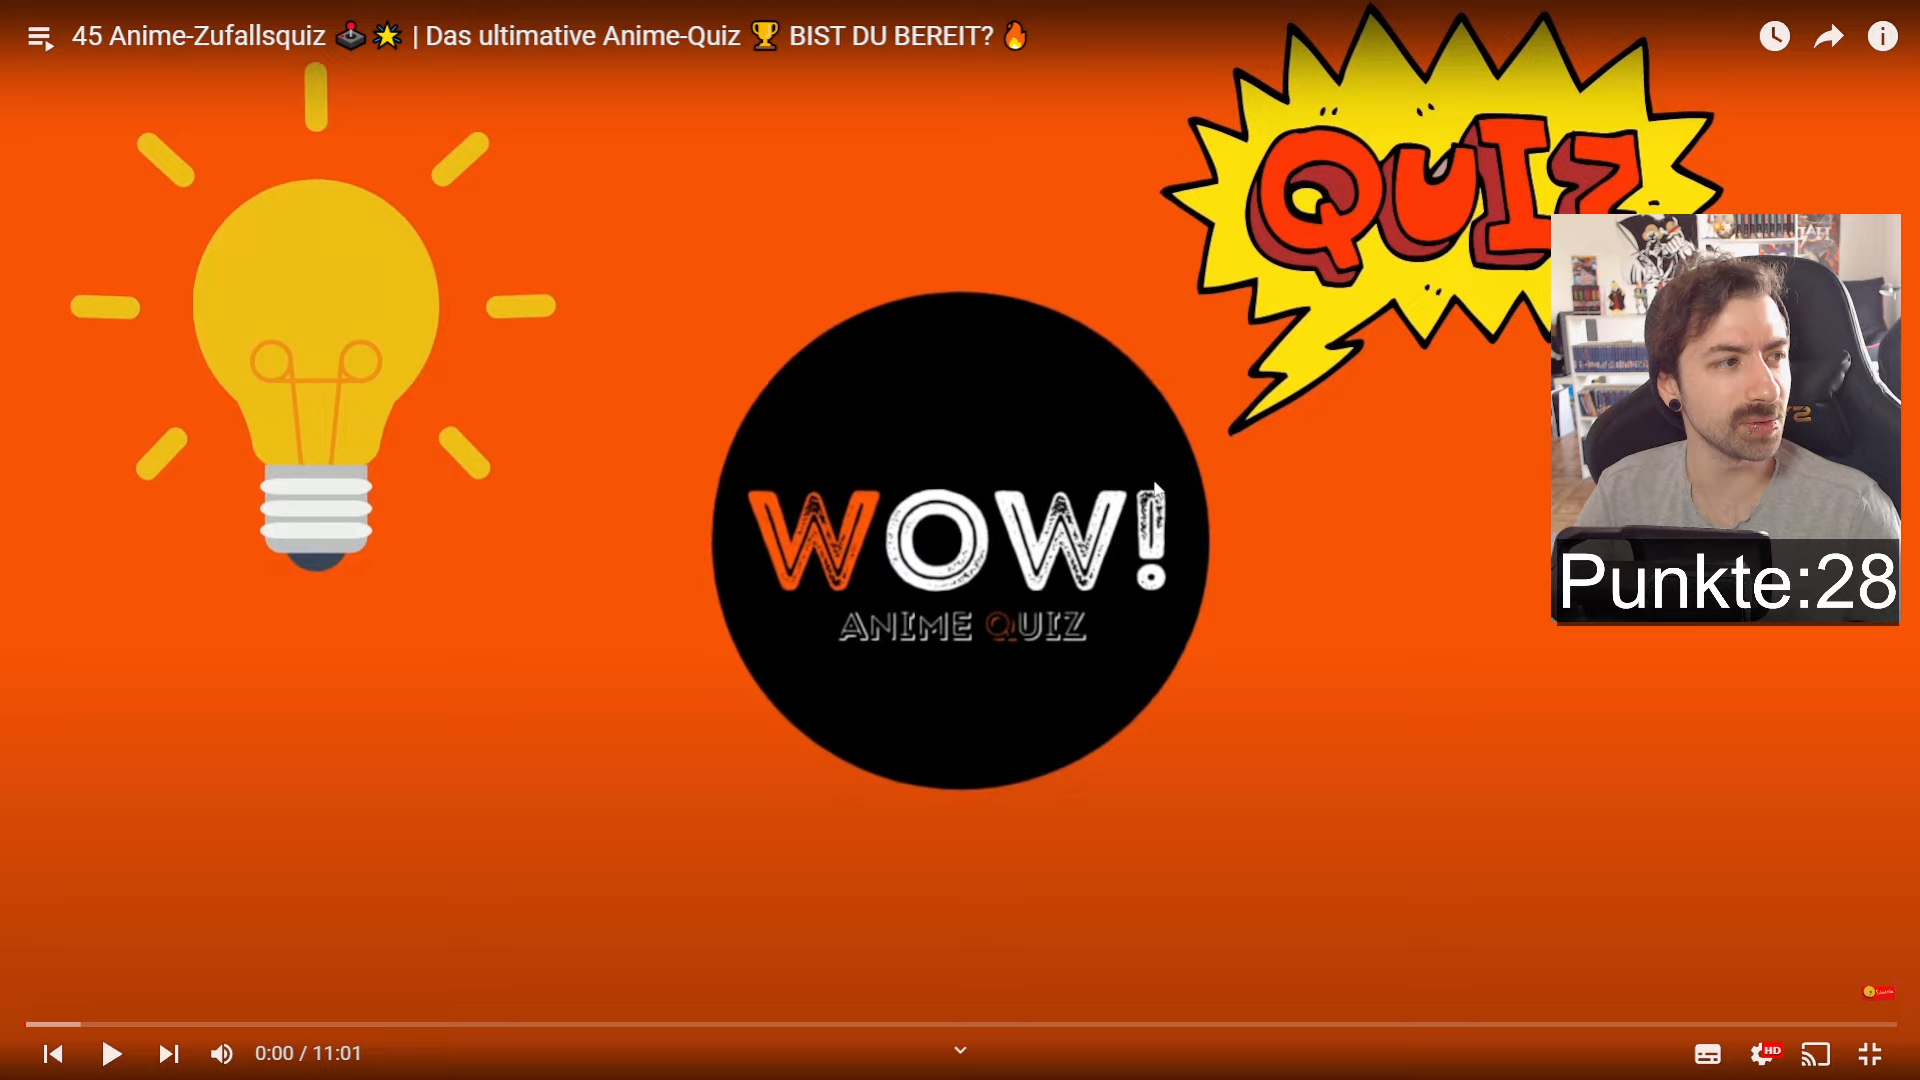 45 Anime-Zufallsquiz 🕹️🌟 | Das ultimative Anime-Quiz 🏆 BIST DU BEREIT? 🔥
QUIZ
WOW!
ANIME QUIZ
Punkte:28
0:00 / 11:01
HD